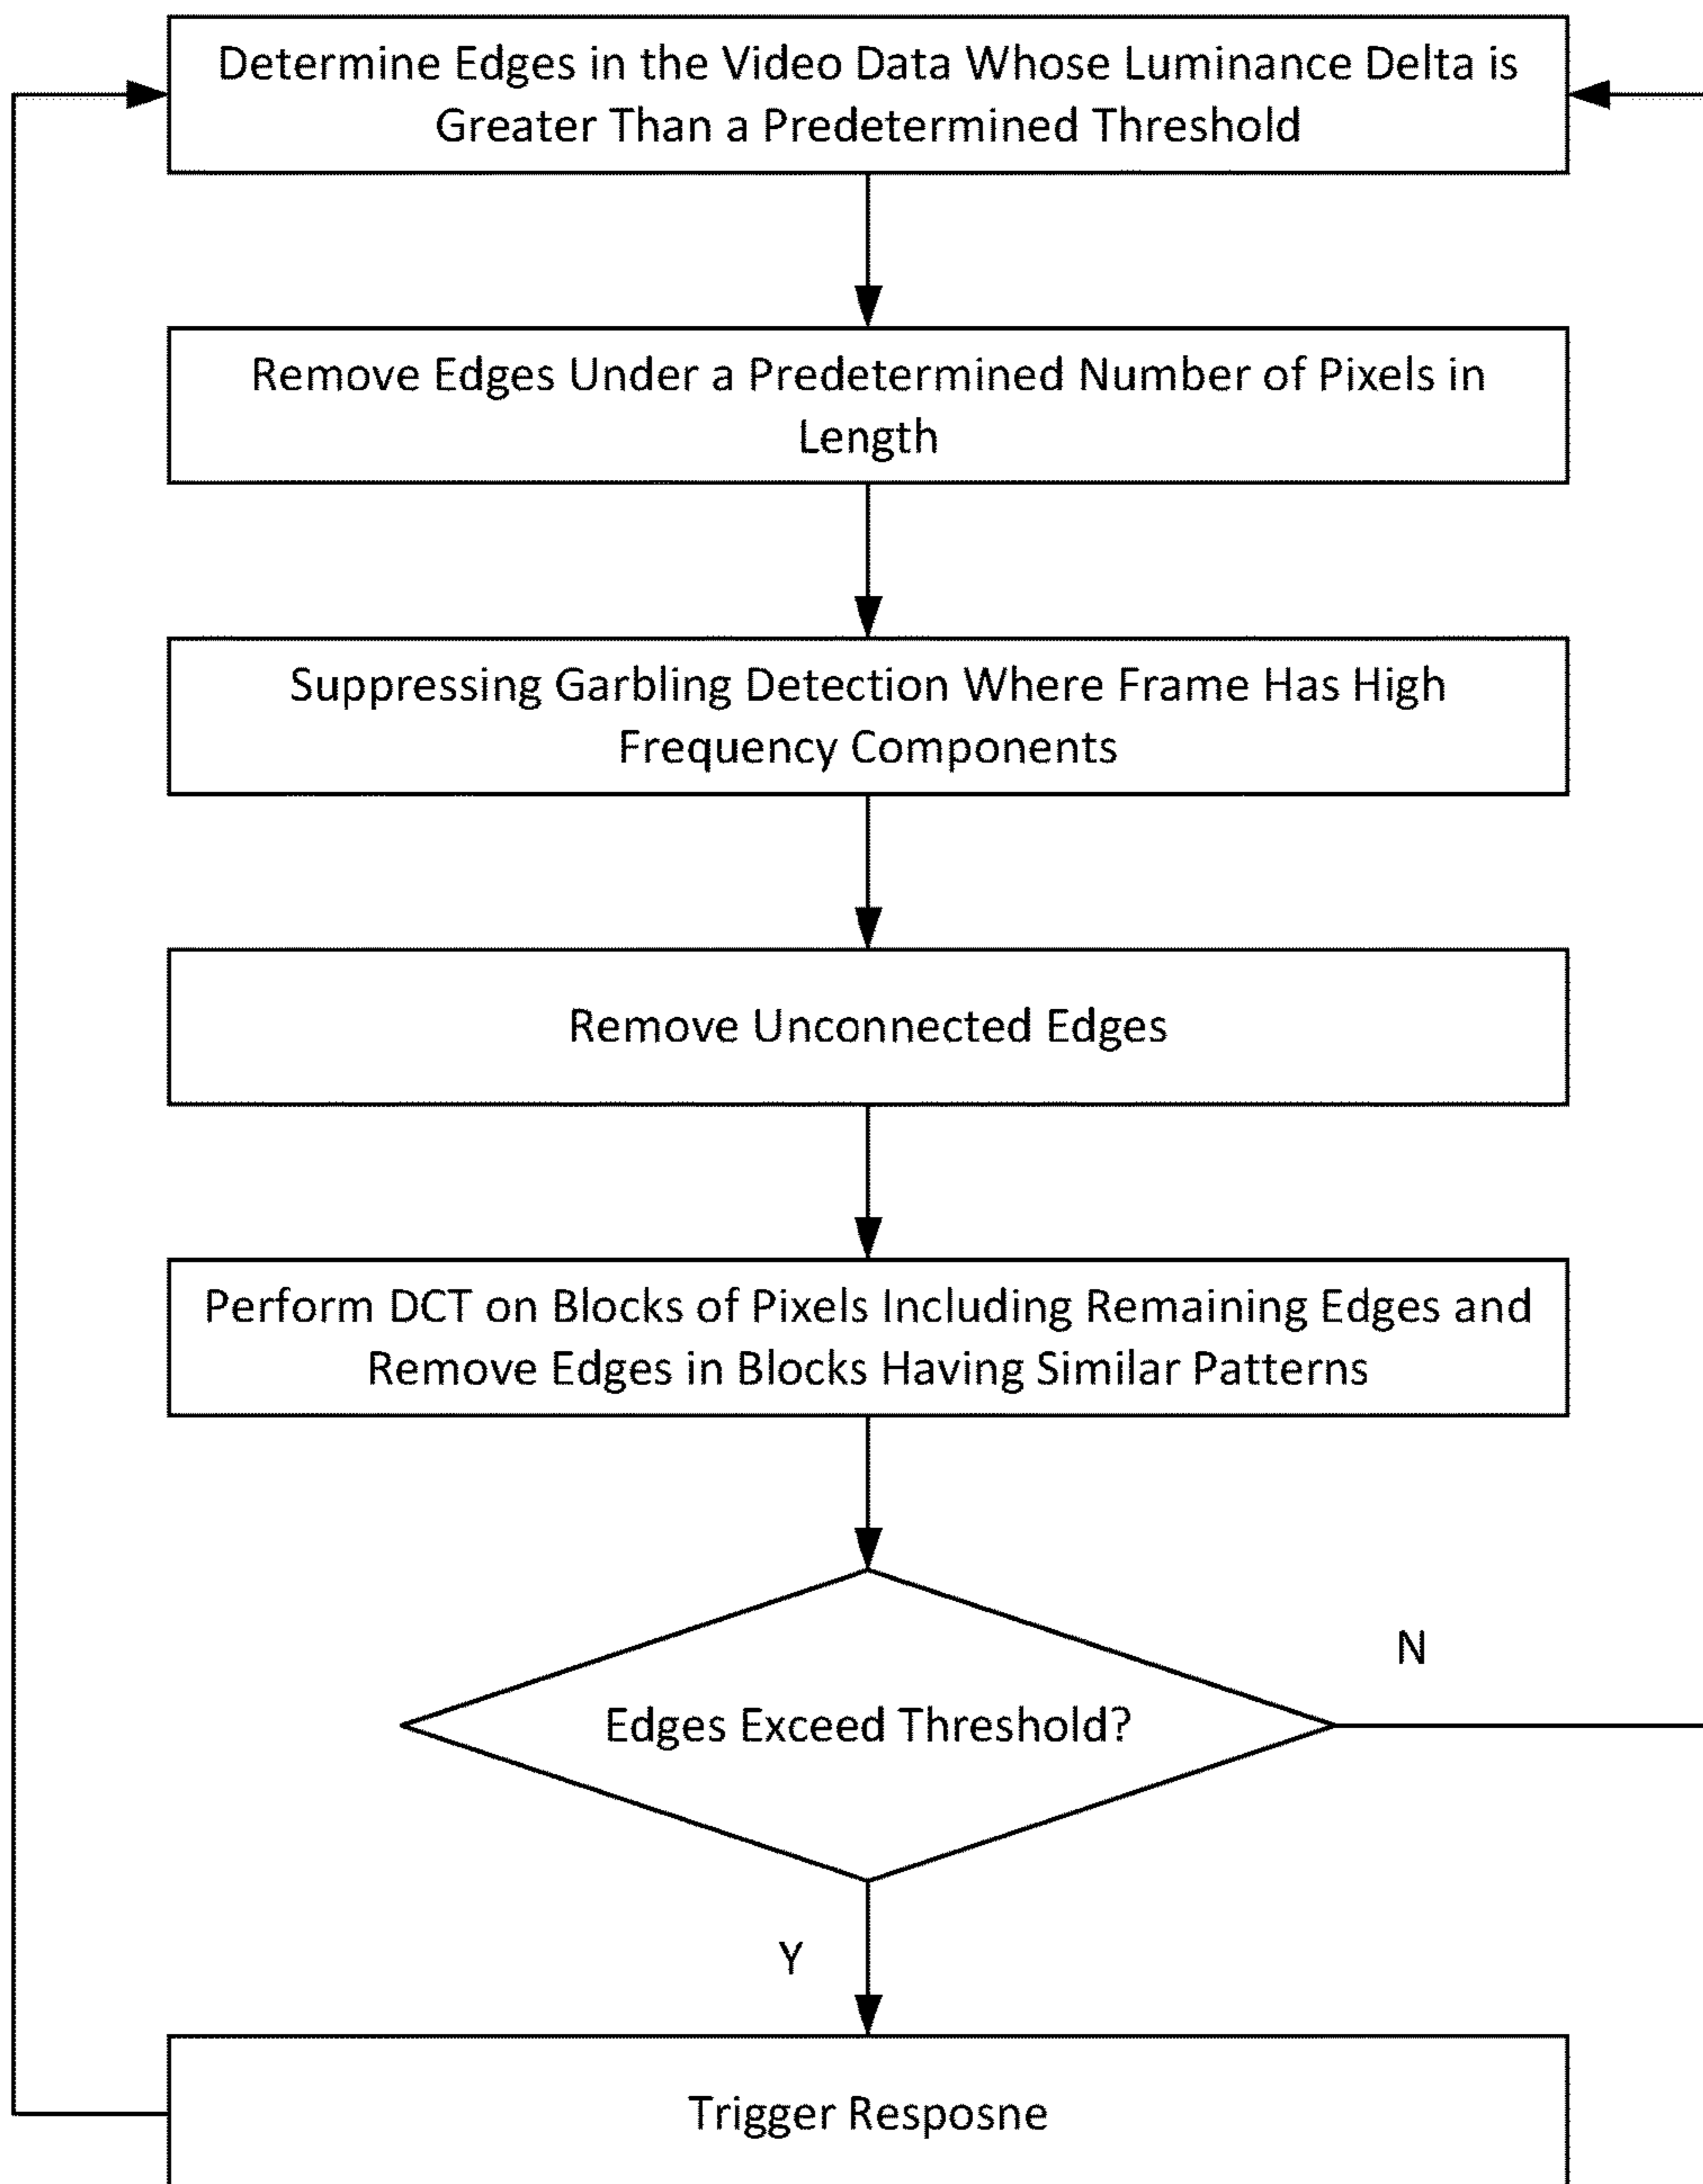 Determine Edges in the Video Data Whose Luminance Delta is
Greater Than a Predetermined Threshold
Remove Edges Under a Predetermined Number of Pixels in
Length
Suppressing Garbling Detection Where Frame Has High
Frequency Components
Remove Unconnected Edges
Perform DCT on Blocks of Pixels Including Remaining Edges and
Remove Edges in Blocks Having Similar Patterns
N
Edges Exceed Threshold?
Y
Trigger Resposne